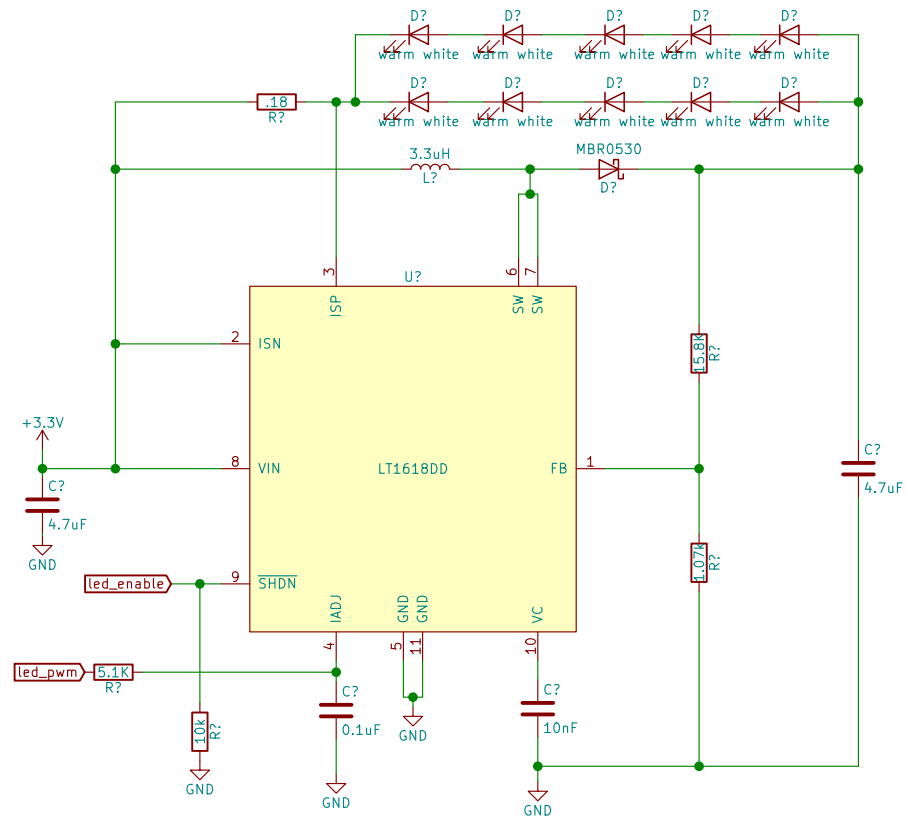 D? D? D? D? D?
warm white warm white warm white warm white warm white
D? D? D? D? D?
.18
R?
warm white warm white warm white warm white warm white
3.3uH
L?
MBR0530
D?
U?
3
6
7
ISP
SW
SW
2
ISN
15.8K
R?
+3.3V
8
VIN
LT1618DD
FB
1
C?
4.7uF
C?
4.7uF
GND
1.07k
R?
led_enable
9
SHDN
IADJ
GND
GND
VC
4
5
11
10
led_pwm
5.1K
R?
C?
0.1uF
C?
10nF
10k
R?
GND
GND
GND
GND